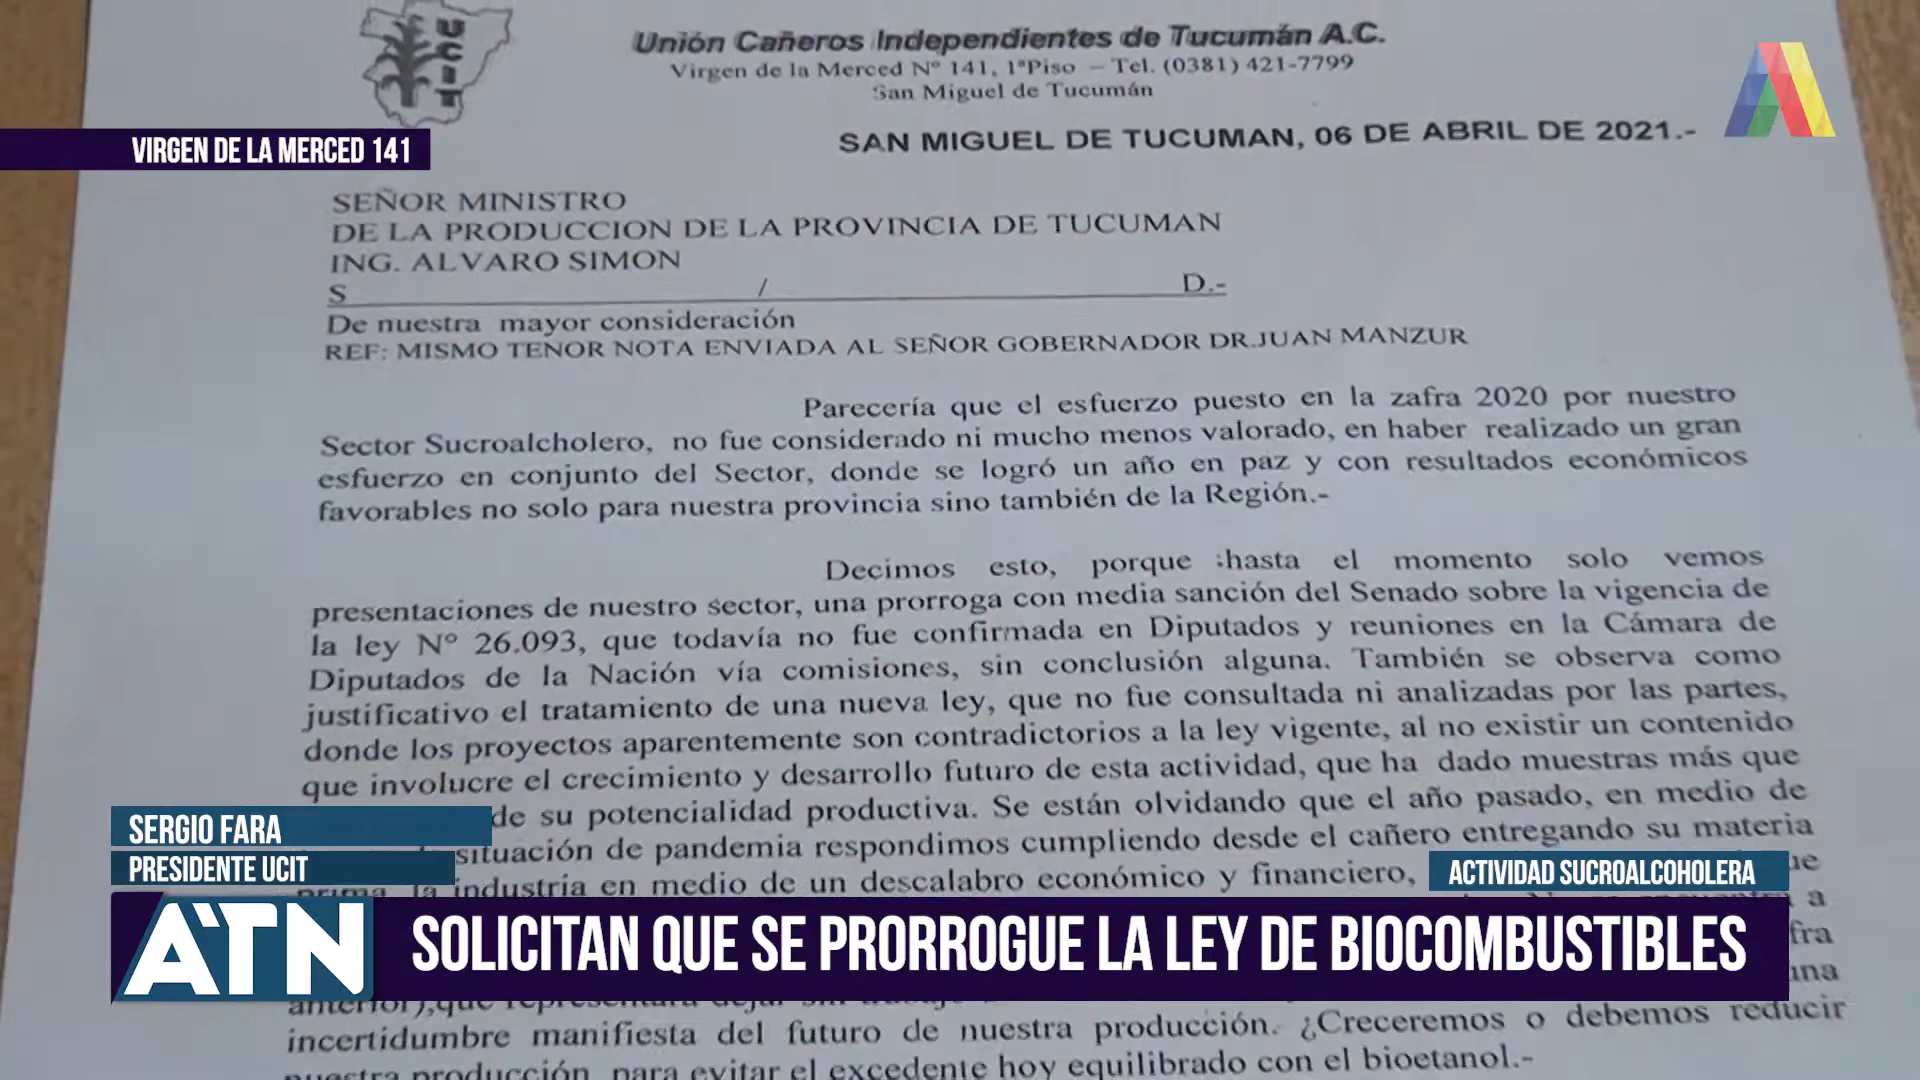 UCIT
Unión Cañeros Independientes de Tucumán A.C.
Virgen de la Merced Nº 141, 1ºPiso – Tel. (0381) 421-7799
San Miguel de Tucumán
SAN MIGUEL DE TUCUMAN, 06 DE ABRIL DE 2021.-
VIRGEN DE LA MERCED 141
SEÑOR MINISTRO
DE LA PRODUCCION DE LA PROVINCIA DE TUCUMAN
ING. ALVARO SIMON
S / D.-
De nuestra mayor consideración
REF: MISMO TENOR NOTA ENVIADA AL SEÑOR GOBERNADOR DR.JUAN MANZUR
Parecería que el esfuerzo puesto en la zafra 2020 por nuestro
Sector Sucroalcholero, no fue considerado ni mucho menos valorado, en haber realizado un gran
esfuerzo en conjunto del Sector, donde se logró un año en paz y con resultados económicos
favorables no solo para nuestra provincia sino también de la Región.-
Decimos esto, porque :hasta el momento solo vemos
presentaciones de nuestro sector, una prorroga con media sanción del Senado sobre la vigencia de
la ley Nº 26.093, que todavía no fue confirmada en Diputados y reuniones en la Cámara de
Diputados de la Nación vía comisiones, sin conclusión alguna. También se observa como
justificativo el tratamiento de una nueva ley, que no fue consultada ni analizadas por las partes,
donde los proyectos aparentemente son contradictorios a la ley vigente, al no existir un contenido
que involucre el crecimiento y desarrollo futuro de esta actividad, que ha dado muestras más que
de su potencialidad productiva. Se están olvidando que el año pasado, en medio de
situación de pandemia respondimos cumpliendo desde el cañero entregando su materia
prima, la industria en medio de un descalabro económico y financiero,
SERGIO FARA
PRESIDENTE UCIT
ACTIVIDAD SUCROALCOHOLERA
ATN
SOLICITAN QUE SE PRORROGUE LA LEY DE BIOCOMBUSTIBLES
incertidumbre manifiesta del futuro de nuestra producción. ¿Creceremos o debemos reducir
nuestra producción para evitar el excedente hoy equilibrado con el bioetanol.-